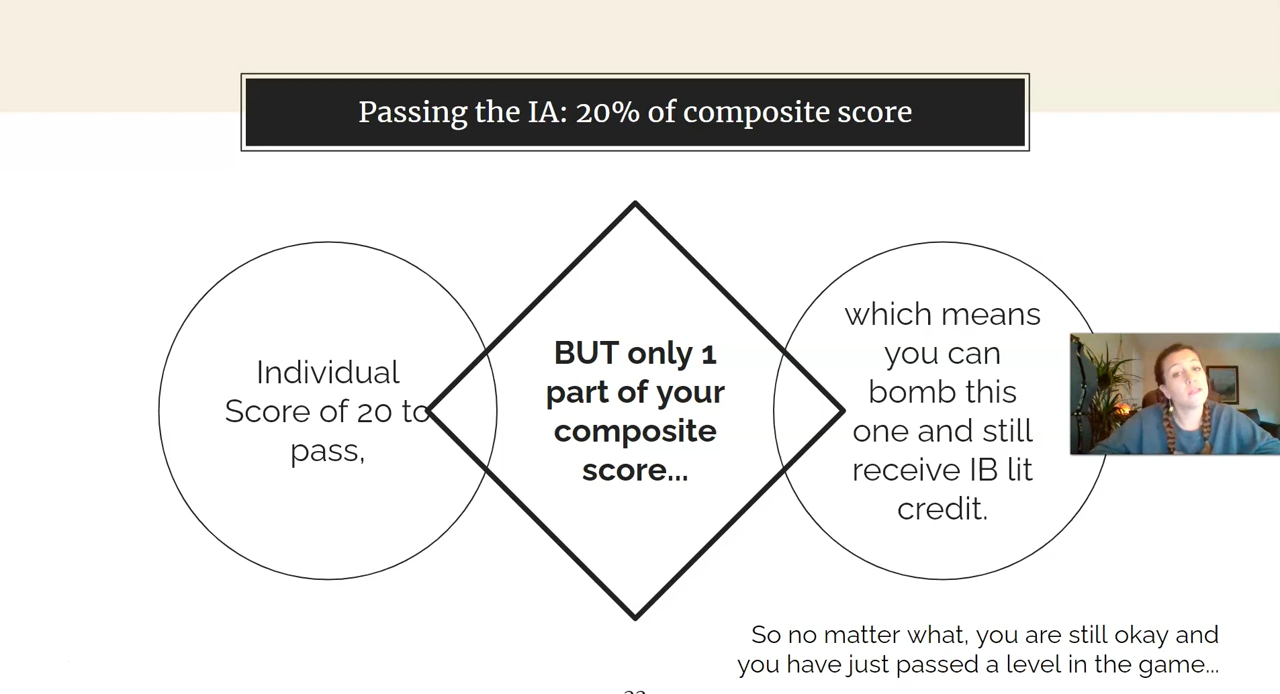 Passing the IA: 20% of composite score
Individual
Score of 20 to
pass,
BUT only 1
part of your
composite
score...
which means
you can
bomb this
one and still
receive IB lit
credit.
So no matter what, you are still okay and
you have just passed a level in the game...